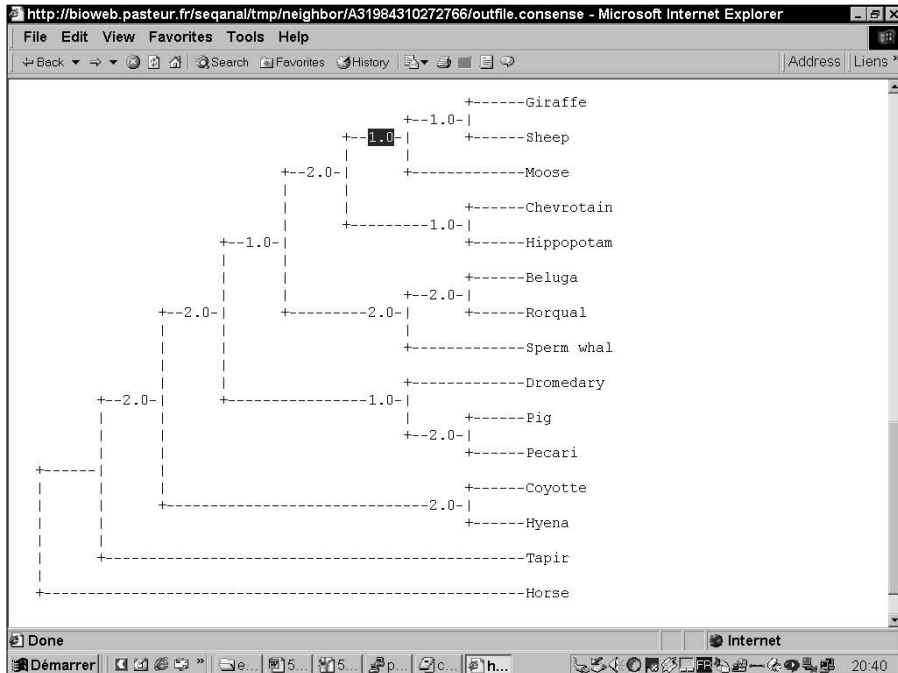 http://bioweb.pasteur.fr/seqanal/tmp/neighbor/A31984310272766/outfile.consense - Microsoft Internet Explorer
File Edit View Favorites Tools Help
Back Search Favorites History Address Liens »
+------Giraffe
+--1.0-|
+--1.0-| +------Sheep
| |
+--2.0-| +-------------Moose
| |
| | +------Chevrotain
| +---------1.0-|
+--1.0-| +------Hippopotam
| |
| | +------Beluga
| | +--2.0-|
+--2.0-| +---------2.0-| +------Rorqual
| | |
| | +-------------Sperm whal
| |
| | +-------------Dromedary
+--2.0-| +----------------1.0-|
| | | +------Pig
| | +--2.0-|
| | +------Pecari
+------| |
| | | +------Coyotte
| | +------------------------------2.0-|
| | +------Hyena
| |
| +------------------------------------------------Tapir
|
+-------------------------------------------------------Horse
Done Internet
Démarrer » e... 5... 5... p... c... h... FR 20:40